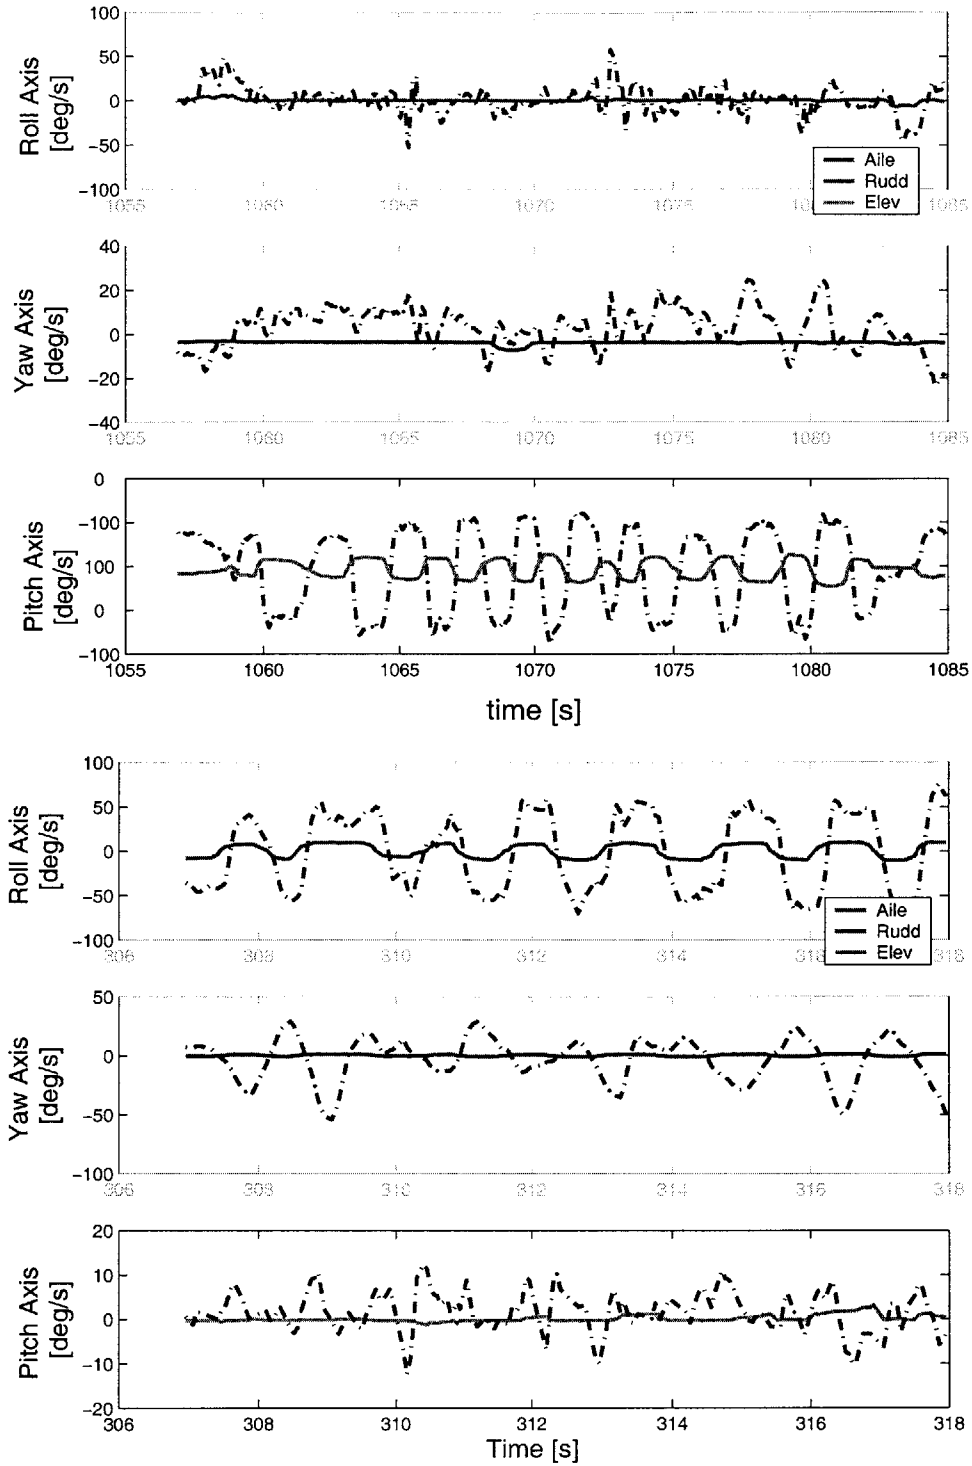 100
50
0
-50
-100
Roll Axis
[deg/s]
1055 1060 1065 1070 1075 1085
Aile
Rudd
Elev
40
20
0
-20
-40
Yaw Axis
[deg/s]
1055 1060 1065 1070 1075 1080 1085
0
-100
100
0
-100
Pitch Axis
[deg/s]
1055 1060 1065 1070 1075 1080 1085
time [s]
100
50
0
-50
-100
Roll Axis
[deg/s]
306 308 310 312 314 318
Aile
Rudd
Elev
50
0
-50
-100
Yaw Axis
[deg/s]
306 308 310 312 314 316 318
20
10
0
-10
-20
Pitch Axis
[deg/s]
306 308 310 312 314 316 318
Time [s]